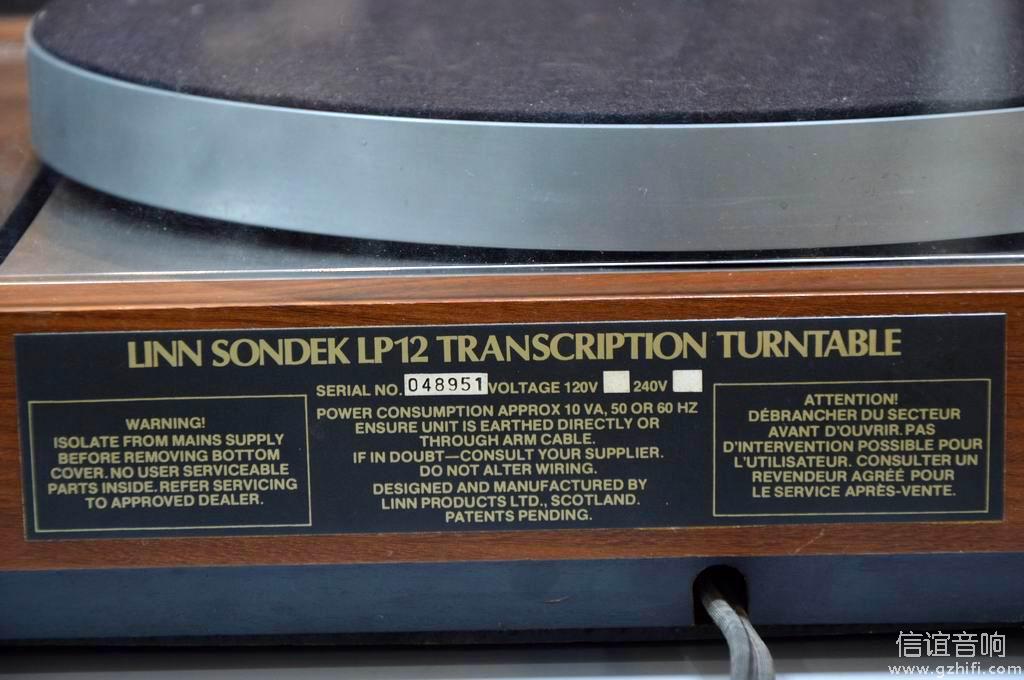 LINN SONDEK LP12 TRANSCRIPTION TURNTABLE
SERIAL NO. 048951 VOLTAGE 120V 240V
WARNING!
ISOLATE FROM MAINS SUPPLY
BEFORE REMOVING BOTTOM
COVER. NO USER SERVICEABLE
PARTS INSIDE. REFER SERVICING
TO APPROVED DEALER.
POWER CONSUMPTION APPROX 10 VA, 50 OR 60 HZ
ENSURE UNIT IS EARTHED DIRECTLY OR
THROUGH ARM CABLE.
IF IN DOUBT—CONSULT YOUR SUPPLIER.
DO NOT ALTER WIRING.
DESIGNED AND MANUFACTURED BY
LINN PRODUCTS LTD., SCOTLAND.
PATENTS PENDING.
ATTENTION!
DÉBRANCHER DU SECTEUR
AVANT D'OUVRIR. PAS
D'INTERVENTION POSSIBLE POUR
L'UTILISATEUR. CONSULTER UN
REVENDEUR AGRÉÉ POUR
LE SERVICE APRÈS-VENTE.
信谊音响
www.gzhifi.com